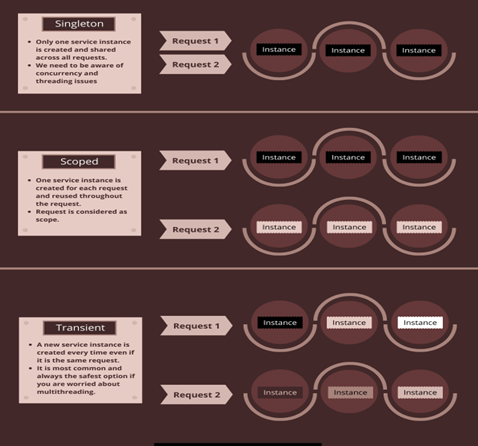 Singleton
• Only one service instance
is created and shared
across all requests.
• We need to be aware of
concurrency and
threading issues
Request 1
Request 2
Instance
Instance
Instance
Scoped
• One service instance is
created for each request
and reused throughout
the request.
• Request is considered as
scope.
Request 1
Instance
Instance
Instance
Request 2
Instance
Instance
Instance
Transient
• A new service instance is
created every time even if
it is the same request.
• It is most common and
always the safest option if
you are worried about
multithreading.
Request 1
Instance
Instance
Instance
Request 2
Instance
Instance
Instance